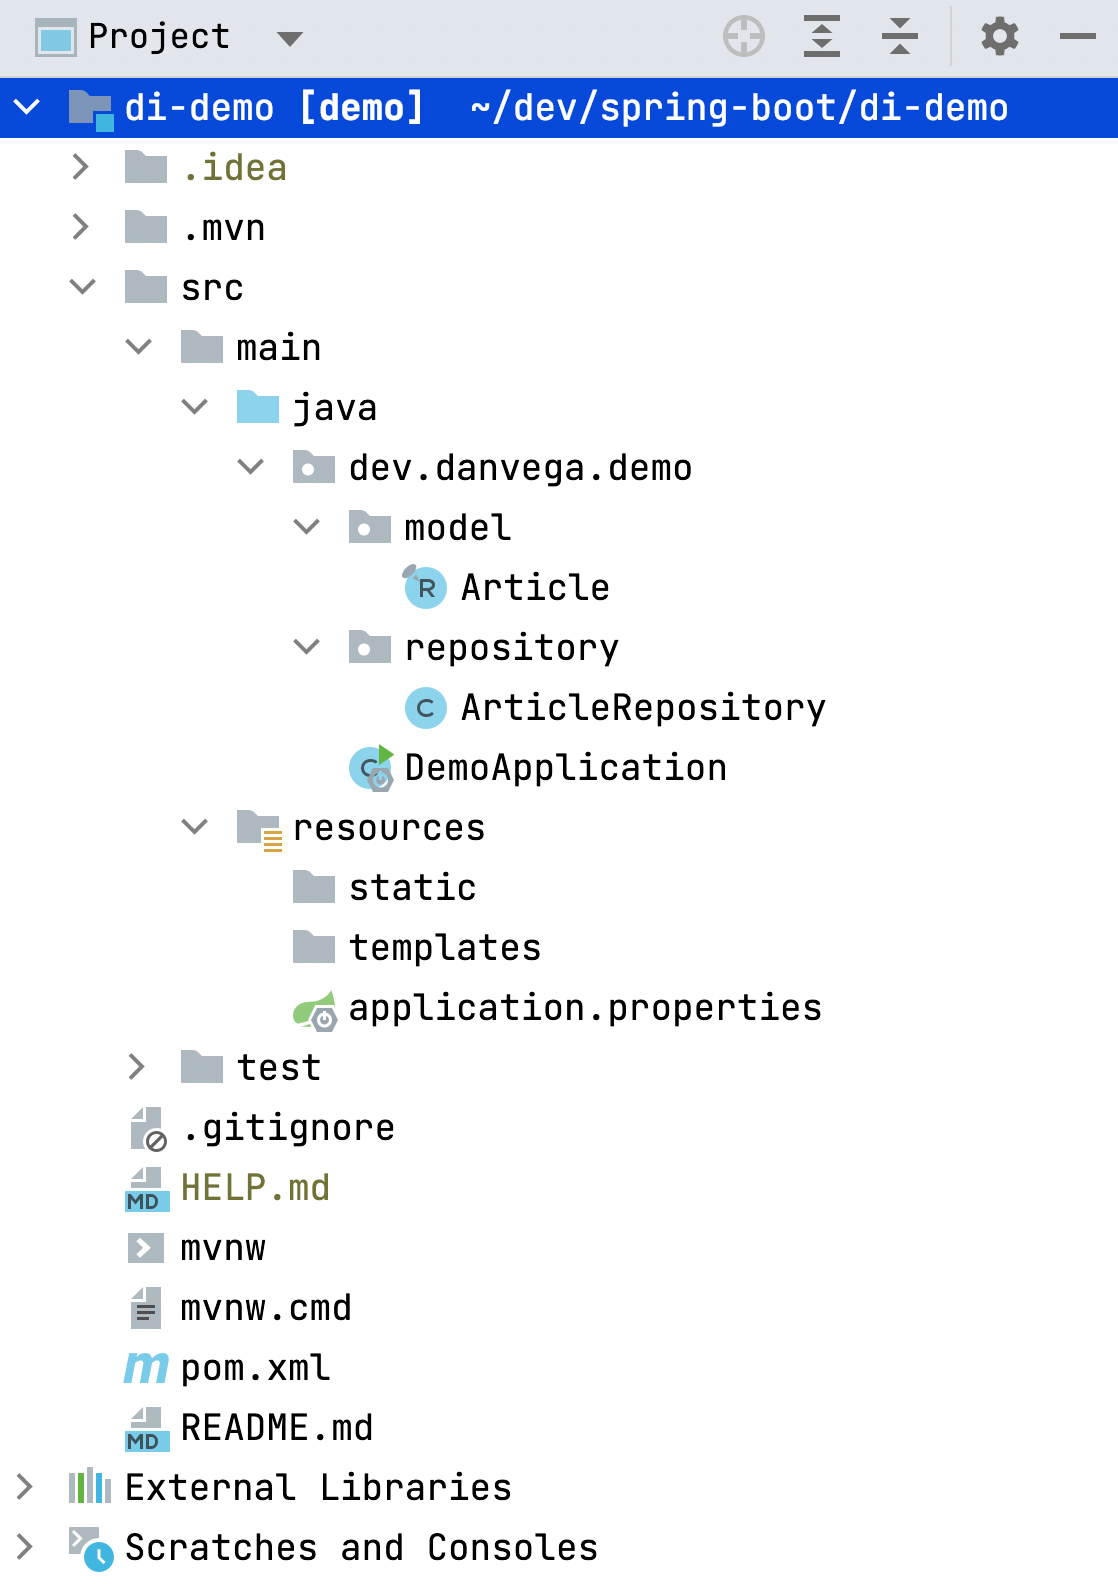 Project
di-demo [demo] ~/dev/spring-boot/di-demo
.idea
.mvn
src
main
java
dev.danvega.demo
model
R Article
repository
C ArticleRepository
C DemoApplication
resources
static
templates
application.properties
test
.gitignore
MD HELP.md
mvnw
mvnw.cmd
m pom.xml
MD README.md
External Libraries
Scratches and Consoles